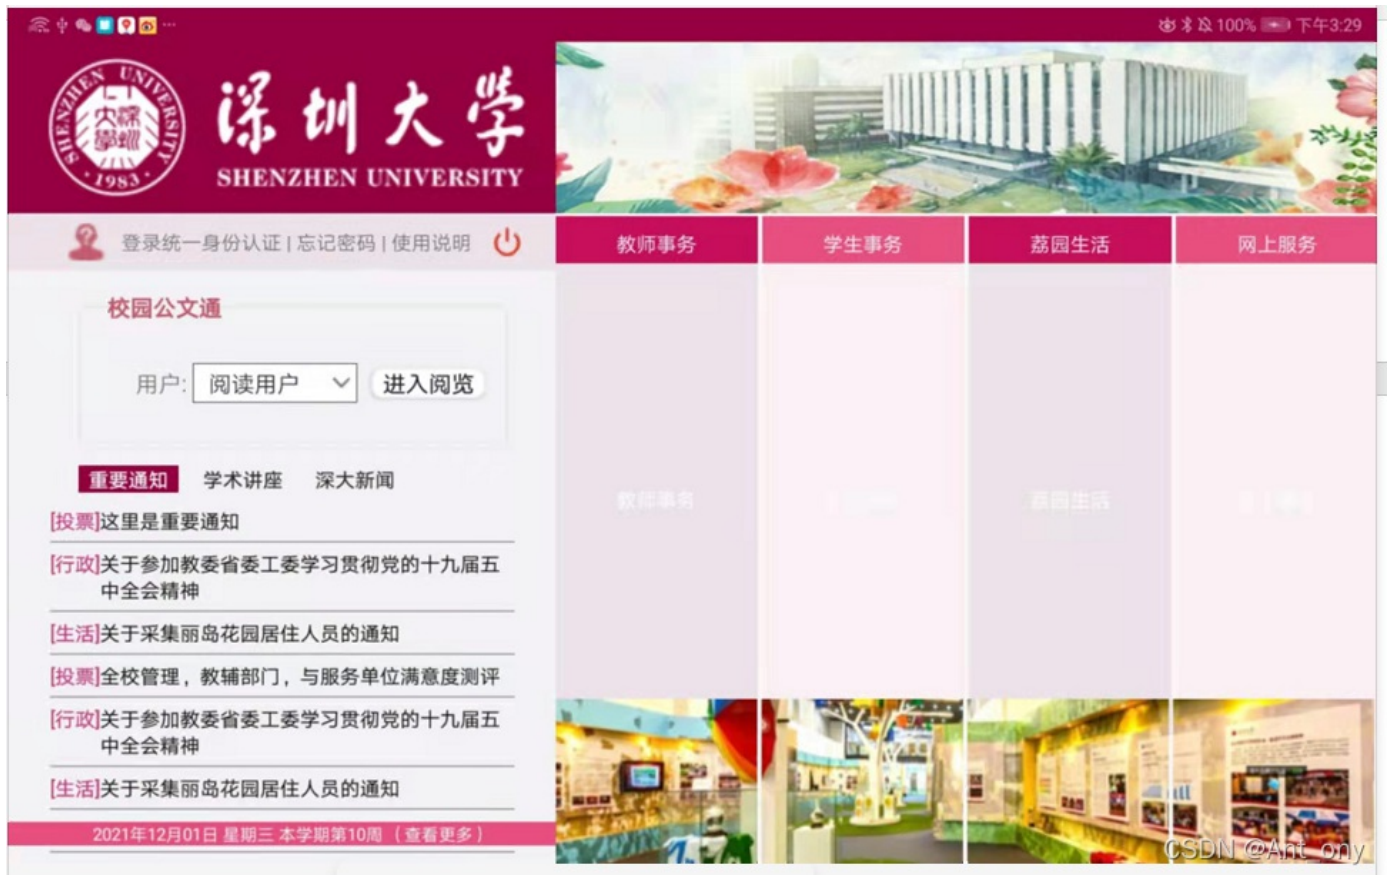 100% 下午3:29
SHENZHEN UNIVERSITY
1983
深圳大学
深圳大学
SHENZHEN UNIVERSITY
登录统一身份认证 | 忘记密码 | 使用说明
教师事务
学生事务
荔园生活
网上服务
校园公文通
用户:
阅读用户
进入阅览
重要通知
学术讲座
深大新闻
[投票]这里是重要通知
[行政]关于参加教委省委工委学习贯彻党的十九届五
中全会精神
[生活]关于采集丽岛花园居住人员的通知
[投票]全校管理，教辅部门，与服务单位满意度测评
[行政]关于参加教委省委工委学习贯彻党的十九届五
中全会精神
[生活]关于采集丽岛花园居住人员的通知
2021年12月01日 星期三 本学期第10周 （查看更多）
教师事务
荔园生活
CSDN @Ant_ony